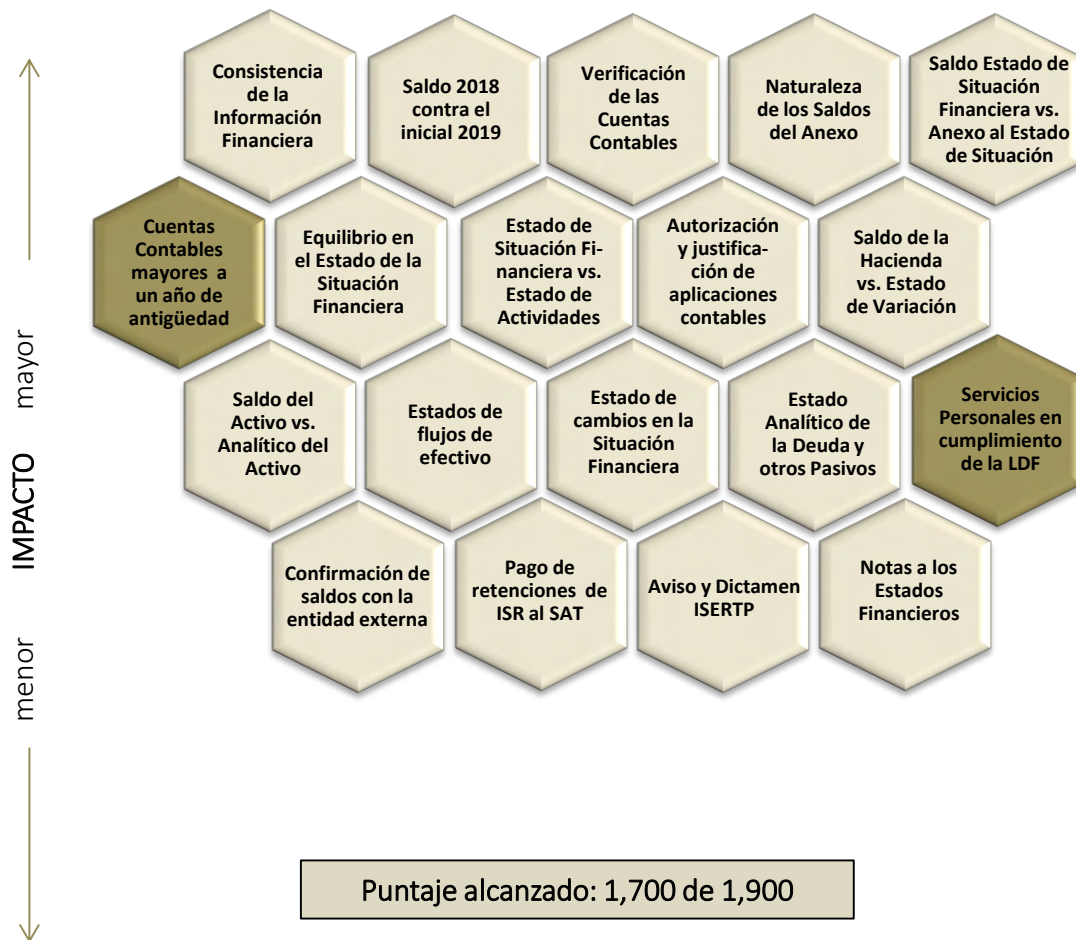 Consistencia
de la
Información
Financiera
Saldo 2018
contra el
inicial 2019
Verificación
de las
Cuentas
Contables
Naturaleza
de los Saldos
del Anexo
Saldo Estado de
Situación
Financiera vs.
Anexo al Estado
de Situación
Cuentas
Contables
mayores a
un año de
antigüedad
Equilibrio en
el Estado de la
Situación
Financiera
Estado de
Situación Fi-
nanciera vs.
Estado de
Actividades
Autorización
y justifica-
ción de
aplicaciones
contables
Saldo de la
Hacienda
vs. Estado
de Variación
Saldo del
Activo vs.
Analítico del
Activo
Estados de
flujos de
efectivo
Estado de
cambios en la
Situación
Financiera
Estado
Analítico de
la Deuda y
otros Pasivos
Servicios
Personales en
cumplimiento
de la LDF
Confirmación de
saldos con la
entidad externa
Pago de
retenciones de
ISR al SAT
Aviso y Dictamen
ISERTP
Notas a los
Estados
Financieros
menor IMPACTO mayor
Puntaje alcanzado: 1,700 de 1,900